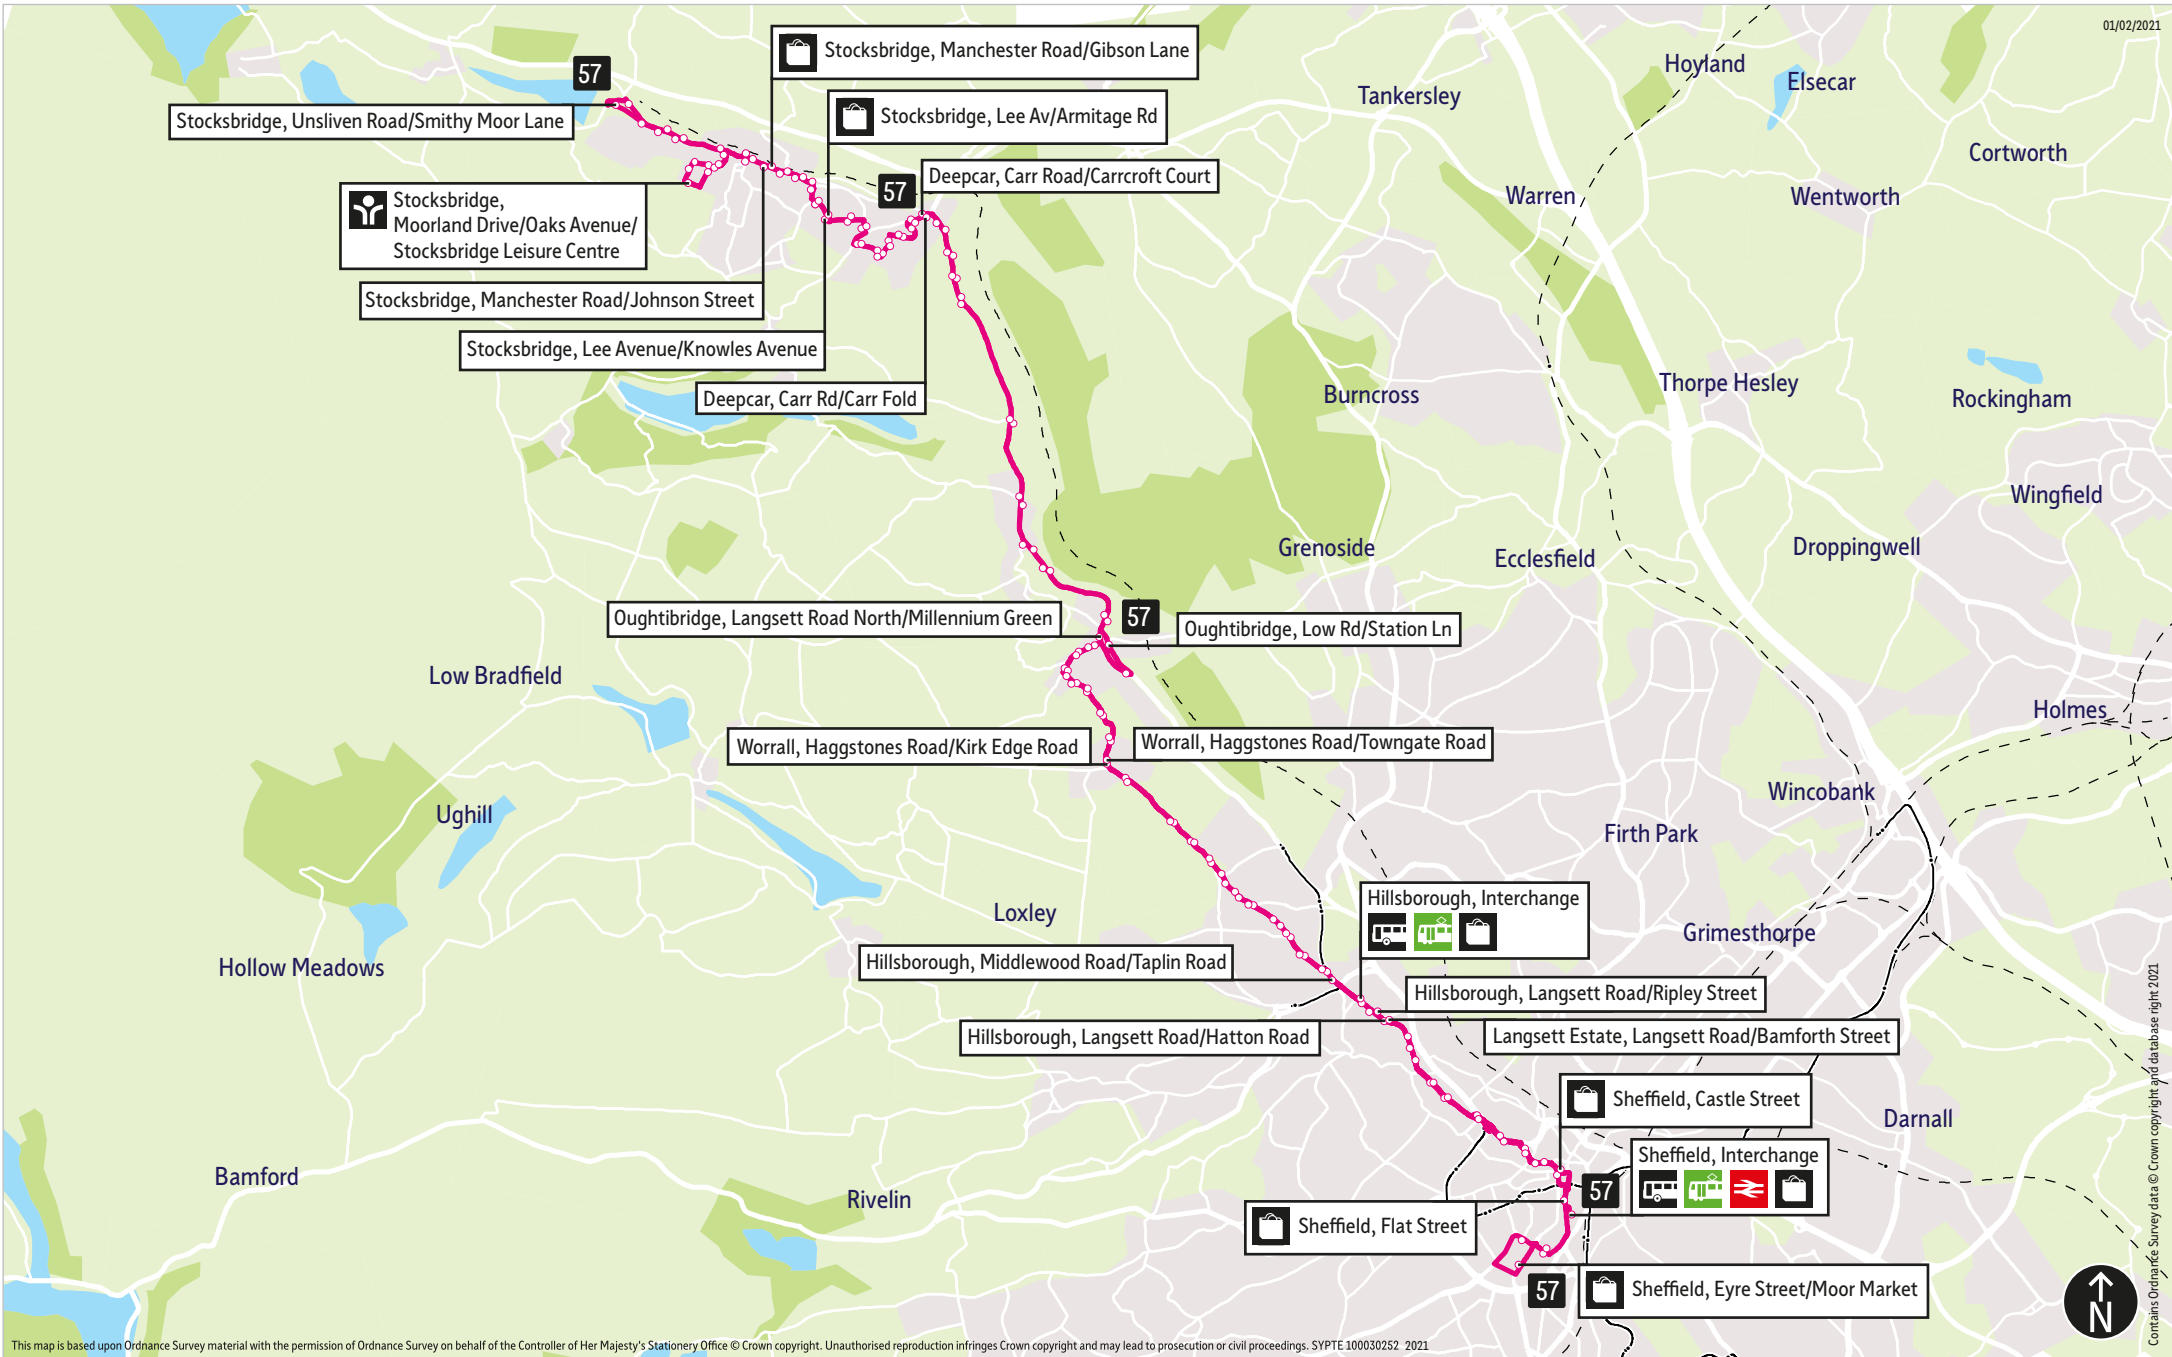 01/02/2021
Stocksbridge, Manchester Road/Gibson Lane
Hoyland
57
Elsecar
Tankersley
Stocksbridge, Unsliven Road/Smithy Moor Lane
Stocksbridge, Lee Av/Armitage Rd
Cortworth
Deepcar, Carr Road/Carrcroft Court
57
Warren
Wentworth
Stocksbridge,
Moorland Drive/Oaks Avenue/
Stocksbridge Leisure Centre
Stocksbridge, Manchester Road/Johnson Street
Stocksbridge, Lee Avenue/Knowles Avenue
Deepcar, Carr Rd/Carr Fold
Burncross
Thorpe Hesley
Rockingham
Wingfield
Grenoside
Ecclesfield
Droppingwell
Oughtibridge, Langsett Road North/Millennium Green
57
Oughtibridge, Low Rd/Station Ln
Low Bradfield
Holmes
Worrall, Haggstones Road/Kirk Edge Road
Worrall, Haggstones Road/Towngate Road
Wincobank
Ughill
Firth Park
Loxley
Hillsborough, Interchange
Grimesthorpe
Hollow Meadows
Hillsborough, Middlewood Road/Taplin Road
Hillsborough, Langsett Road/Ripley Street
Hillsborough, Langsett Road/Hatton Road
Langsett Estate, Langsett Road/Bamforth Street
Sheffield, Castle Street
Darnall
Bamford
Sheffield, Interchange
Rivelin
57
Sheffield, Flat Street
57
Sheffield, Eyre Street/Moor Market
N
Contains Ordnance Survey data © Crown copyright and database right 2021
This map is based upon Ordnance Survey material with the permission of Ordnance Survey on behalf of the Controller of Her Majesty's Stationery Office © Crown copyright. Unauthorised reproduction infringes Crown copyright and may lead to prosecution or civil proceedings. SYPTE 100030252 2021